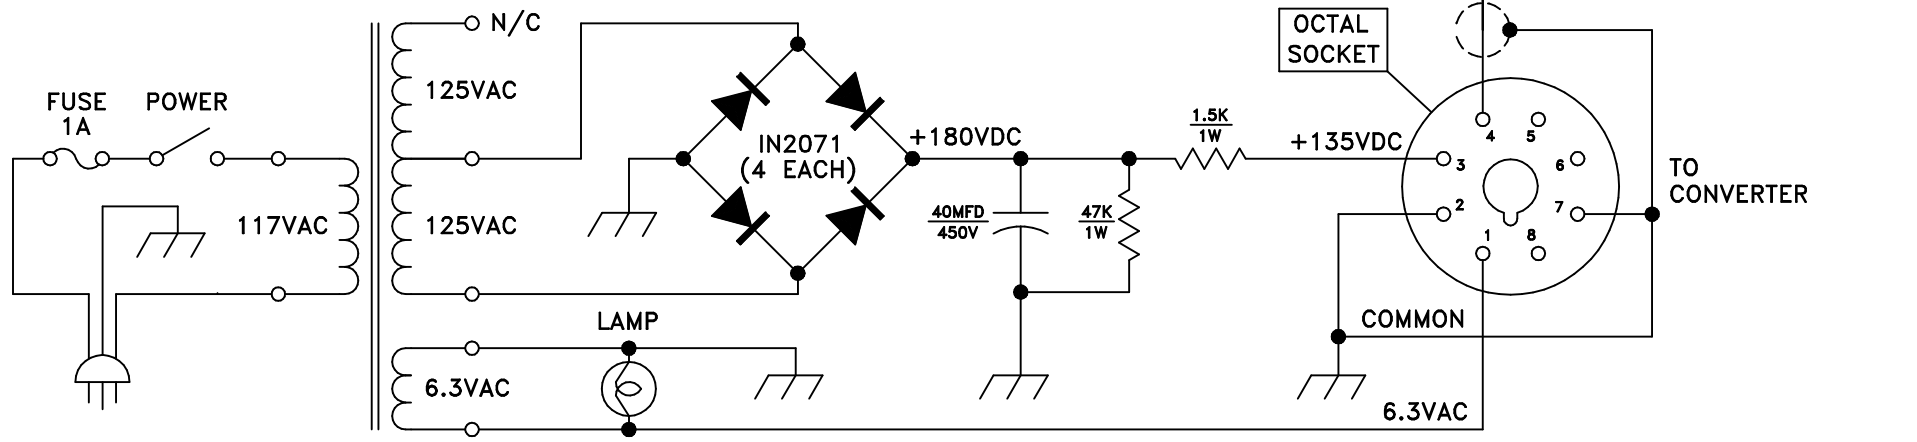 FUSE
1A
POWER
117VAC
N/C
125VAC
125VAC
6.3VAC
LAMP
IN2071
(4 EACH)
+180VDC
40MFD
450V
47K
1W
1.5K
1W
+135VDC
OCTAL
SOCKET
4
5
3
6
2
7
1
8
COMMON
6.3VAC
TO
CONVERTER